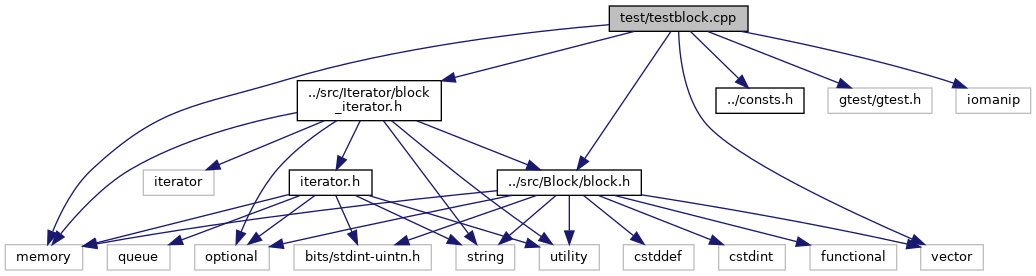 test/testblock.cpp
../src/Iterator/block
_iterator.h
../consts.h
gtest/gtest.h
iomanip
iterator
iterator.h
../src/Block/block.h
memory
queue
optional
bits/stdint-uintn.h
string
utility
cstddef
cstdint
functional
vector